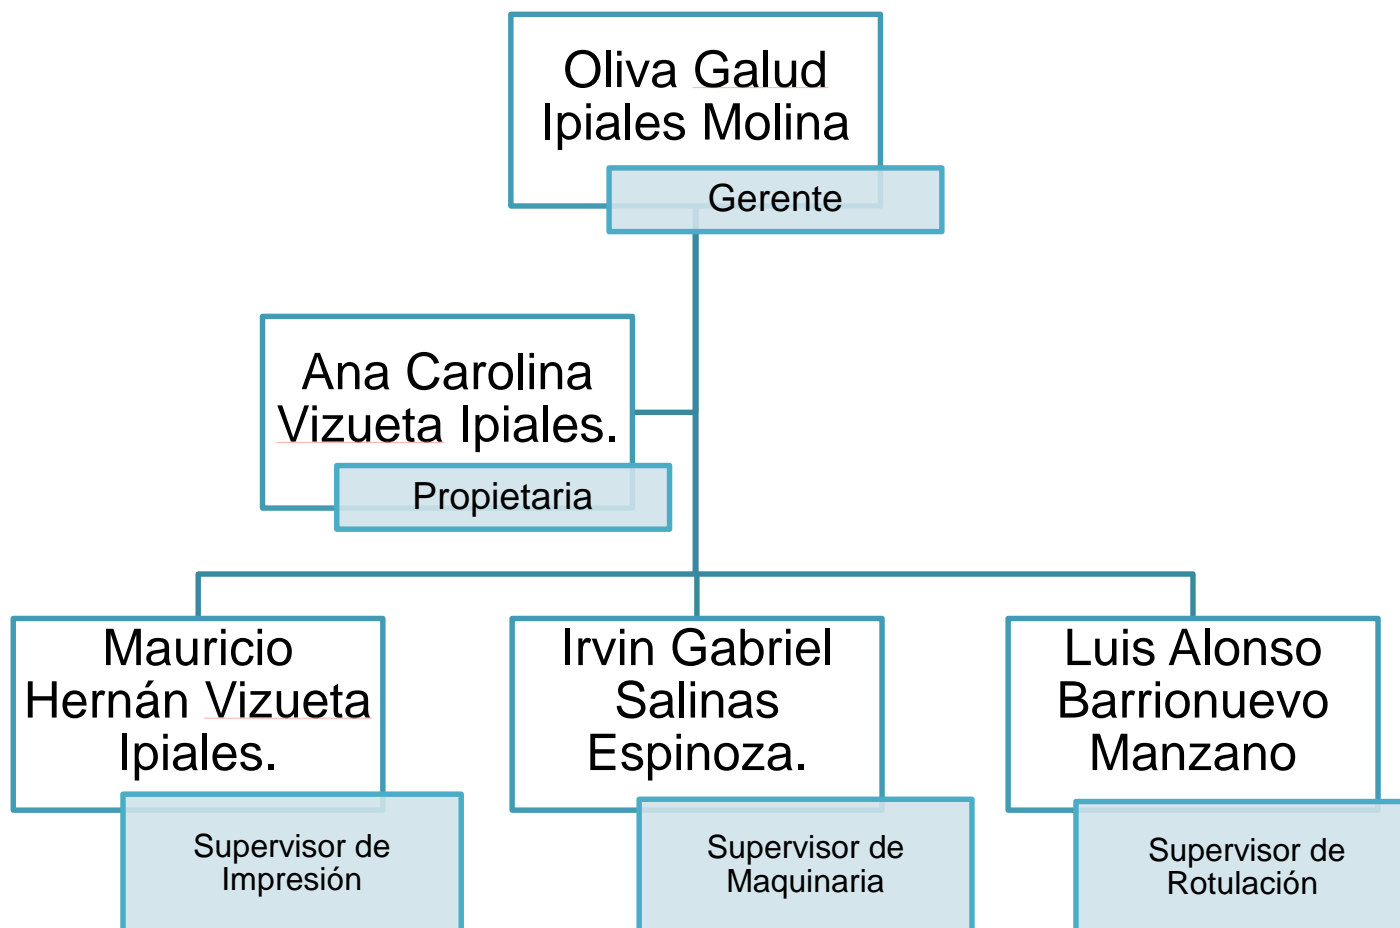 Oliva Galud
Ipiales Molina
Gerente
Ana Carolina
Vizueta Ipiales.
Propietaria
Mauricio
Hernán Vizueta
Ipiales.
Supervisor de
Impresión
Irvin Gabriel
Salinas
Espinoza.
Supervisor de
Maquinaria
Luis Alonso
Barrionuevo
Manzano
Supervisor de
Rotulación